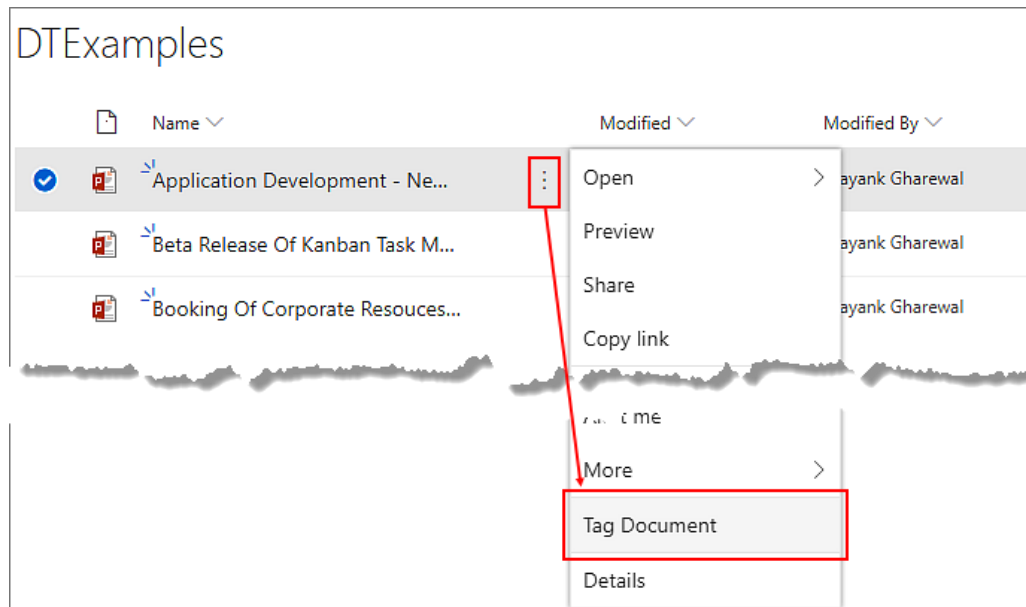 DTExamples
Name Modified Modified By
Application Development - Ne... Open ayank Gharewal
Preview
Beta Release Of Kanban Task M... ayank Gharewal
Share
Booking Of Corporate Resouces... ayank Gharewal
Copy link
me
More
Tag Document
Details